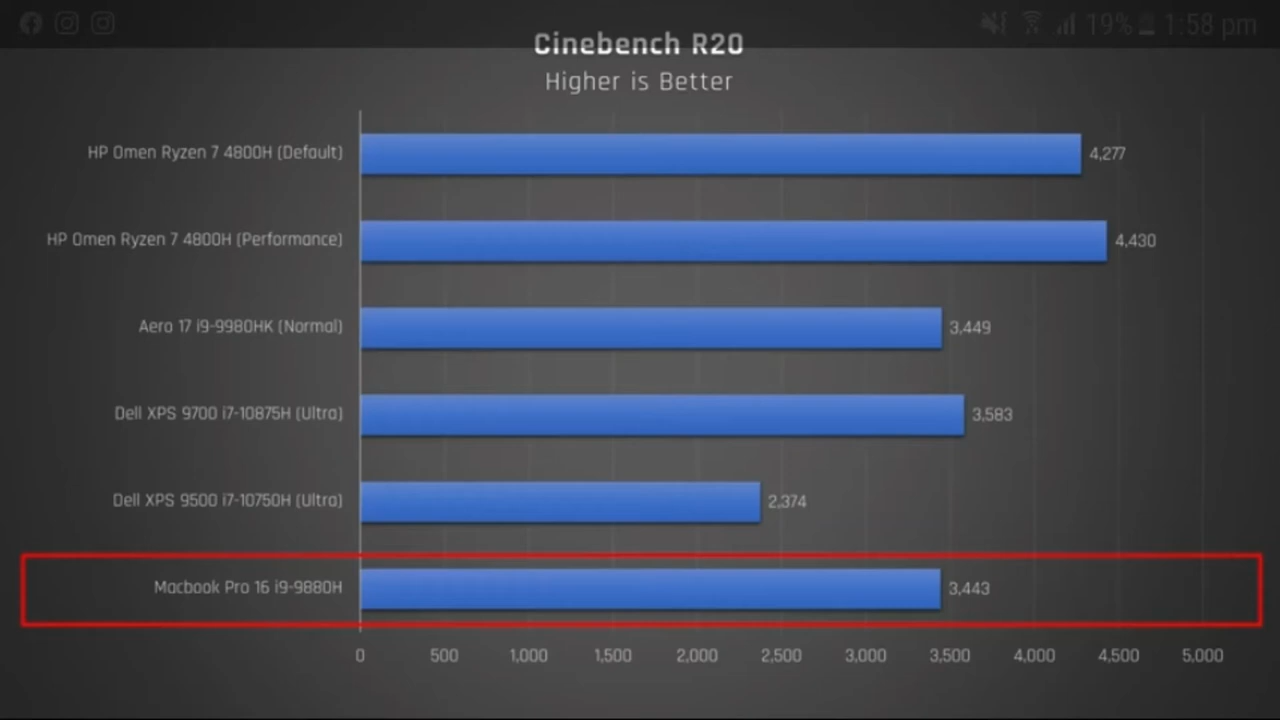 19% 1:58 pm
Cinebench R20
Higher is Better
HP Omen Ryzen 7 4800H (Default) 4,277
HP Omen Ryzen 7 4800H (Performance) 4,430
Aero 17 i9-9980HK (Normal) 3,449
Dell XPS 9700 i7-10875H (Ultra) 3,583
Dell XPS 9500 i7-10750H (Ultra) 2,374
Macbook Pro 16 i9-9880H 3,443
0 500 1,000 1,500 2,000 2,500 3,000 3,500 4,000 4,500 5,000